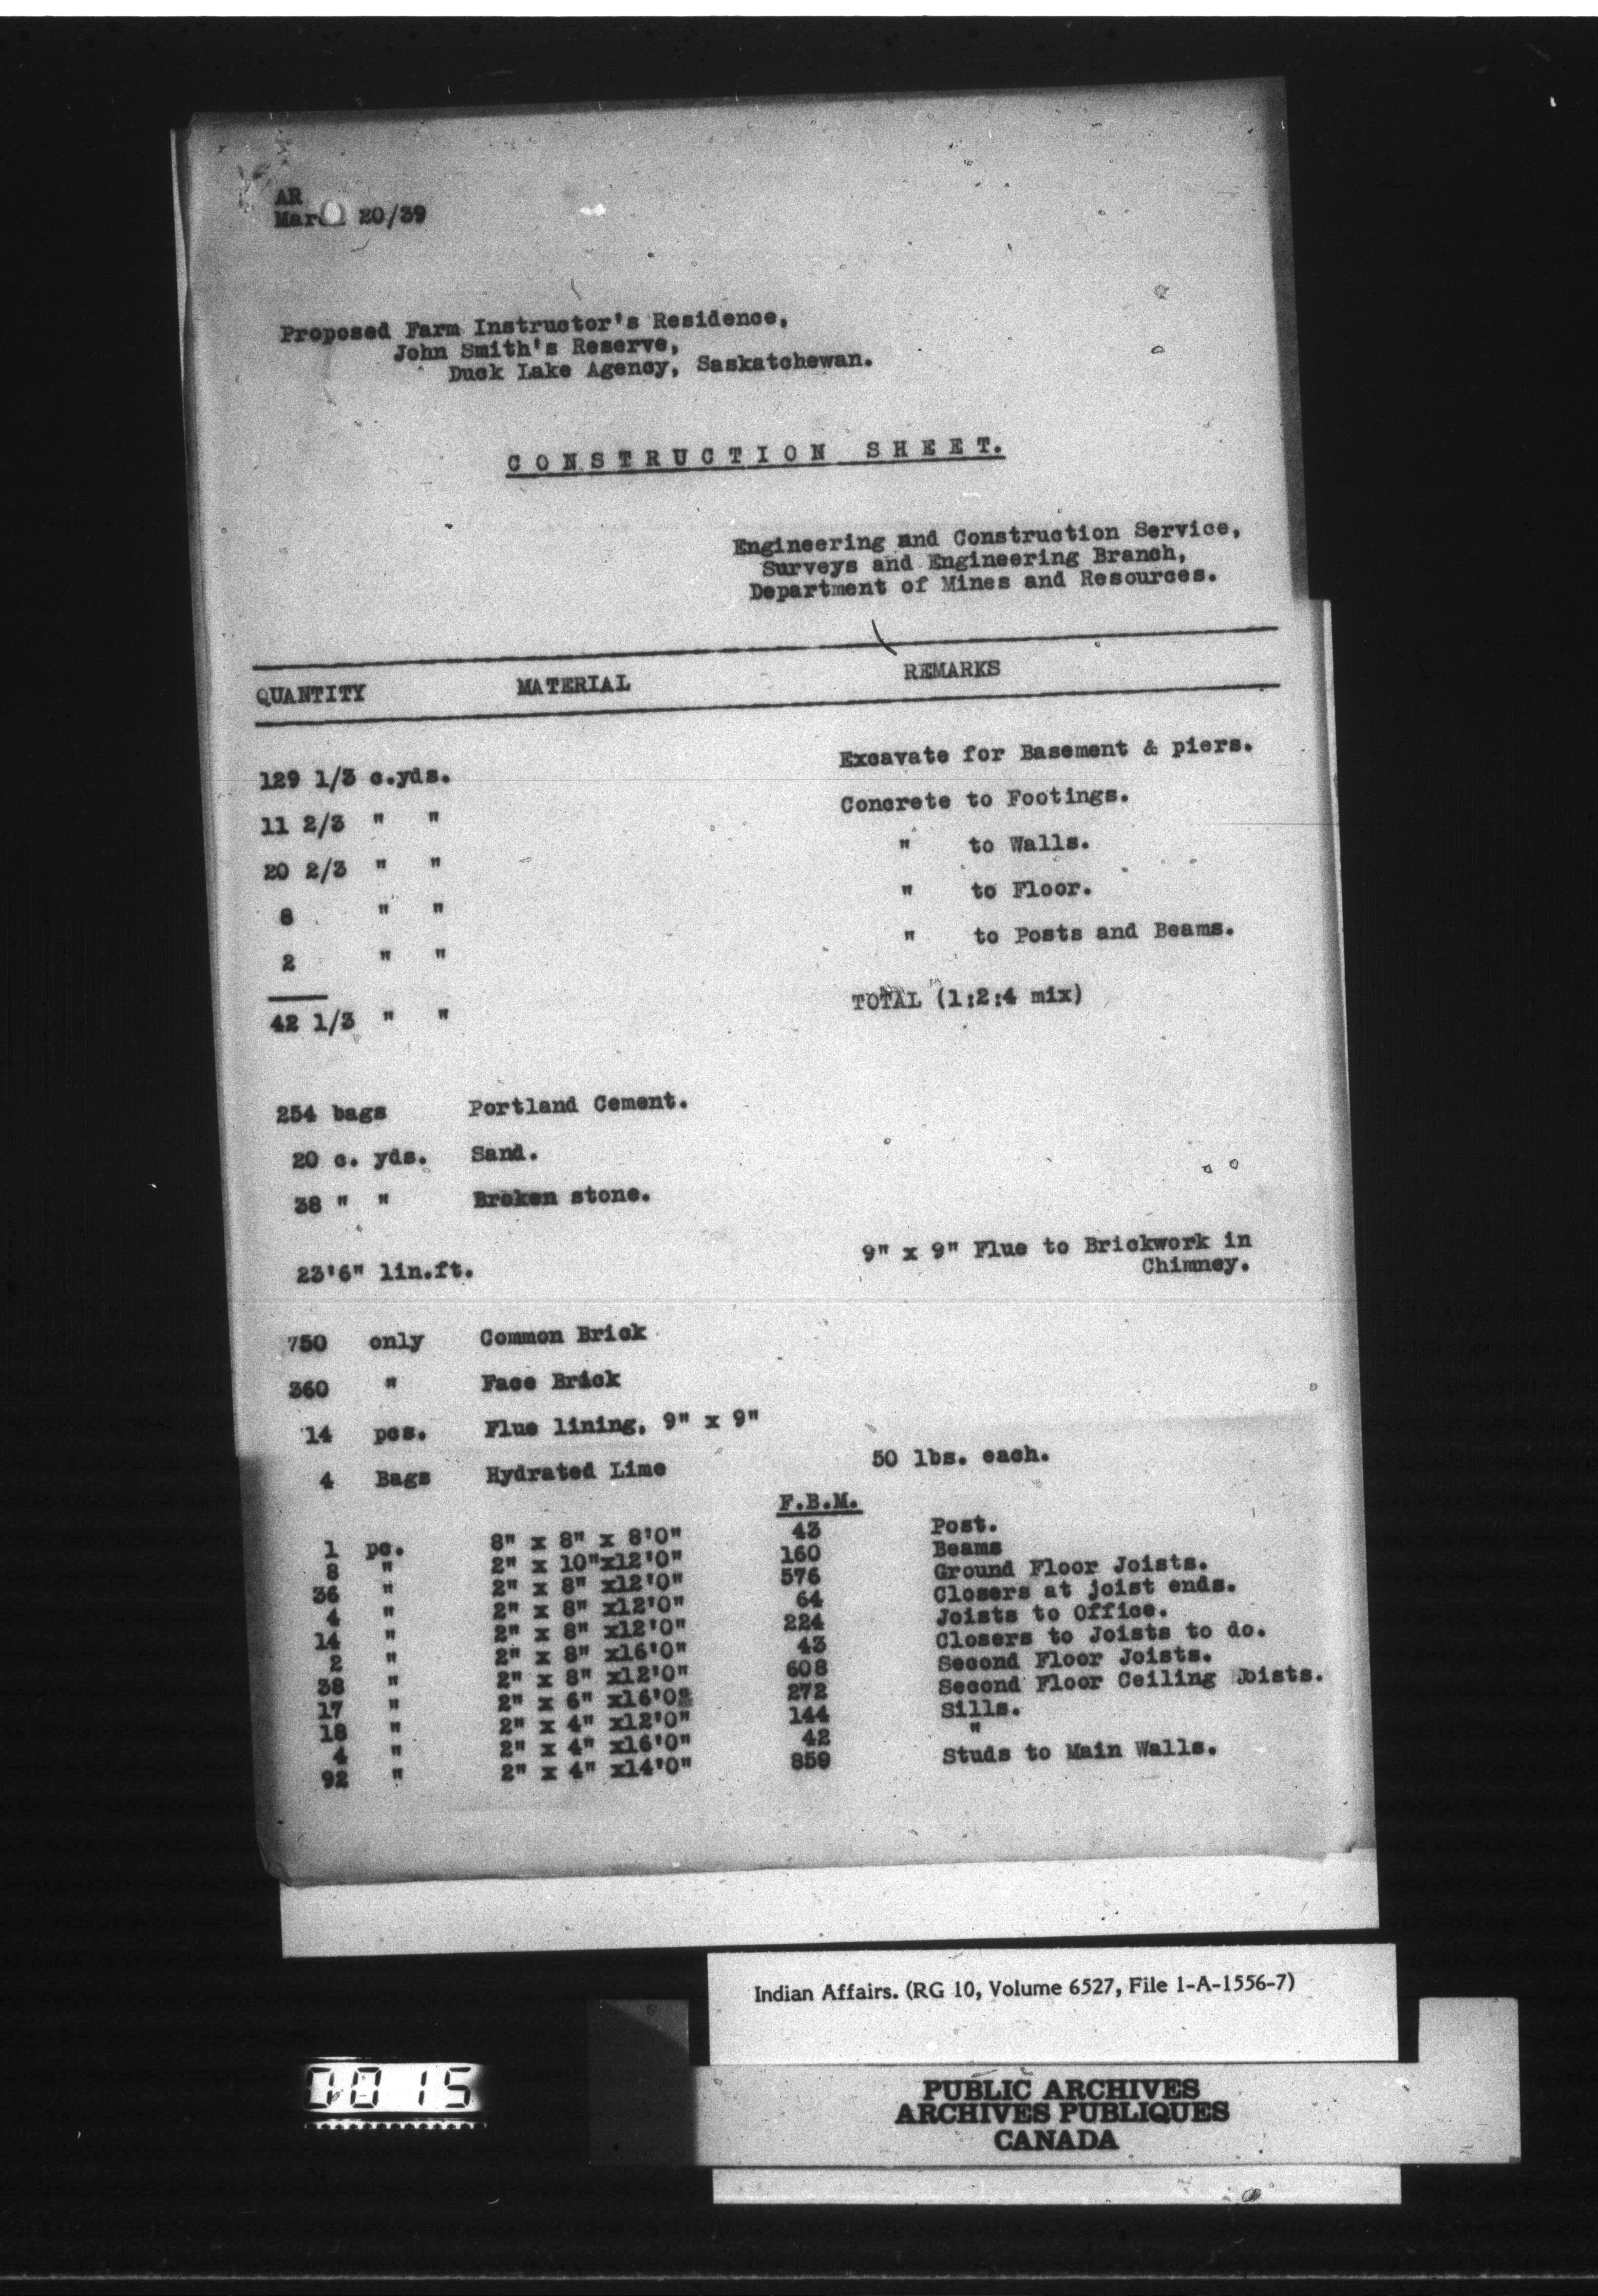 AR
March 20/39
Proposed Farm Instructor's Residence,
John Smith's Reserve,
Duck Lake Agency, Saskatchewan.
CONSTRUCTION SHEET.
Engineering and Construction Service,
Surveys and Engineering Branch,
Department of Mines and Resources.
QUANTITY MATERIAL REMARKS
129 1/3 c.yds. Excavate for Basement & piers.
11 2/3 " " Concrete to Footings.
20 2/3 " " " to Walls.
8 " " " to Floor.
2 " " " to Posts and Beams.
42 1/3 " " TOTAL (1:2:4 mix)
254 bags Portland Cement.
20 c. yds. Sand.
38 " " Broken stone.
23'6" lin.ft. 9" x 9" Flue to Brickwork in
Chimney.
750 only Common Brick
360 " Face Brick
14 pcs. Flue lining, 9" x 9"
4 Bags Hydrated Lime 50 lbs. each.
F.B.M.
1 pc. 8" x 8" x 8'0" 43 Post.
8 " 2" x 10"x12'0" 160 Beams
36 " 2" x 8" x12'0" 576 Ground Floor Joists.
4 " 2" x 8" x12'0" 64 Closers at joist ends.
14 " 2" x 8" x12'0" 224 Joists to Office.
2 " 2" x 8" x16'0" 43 Closers to Joists to do.
38 " 2" x 8" x12'0" 608 Second Floor Joists.
17 " 2" x 6" x16'0" 272 Second Floor Ceiling Joists.
18 " 2" x 4" x12'0" 144 Sills.
4 " 2" x 4" x16'0" 42 "
92 " 2" x 4" x14'0" 859 Studs to Main Walls.
Indian Affairs. (RG 10, Volume 6527, File 1-A-1556-7)
0015
PUBLIC ARCHIVES
ARCHIVES PUBLIQUES
CANADA